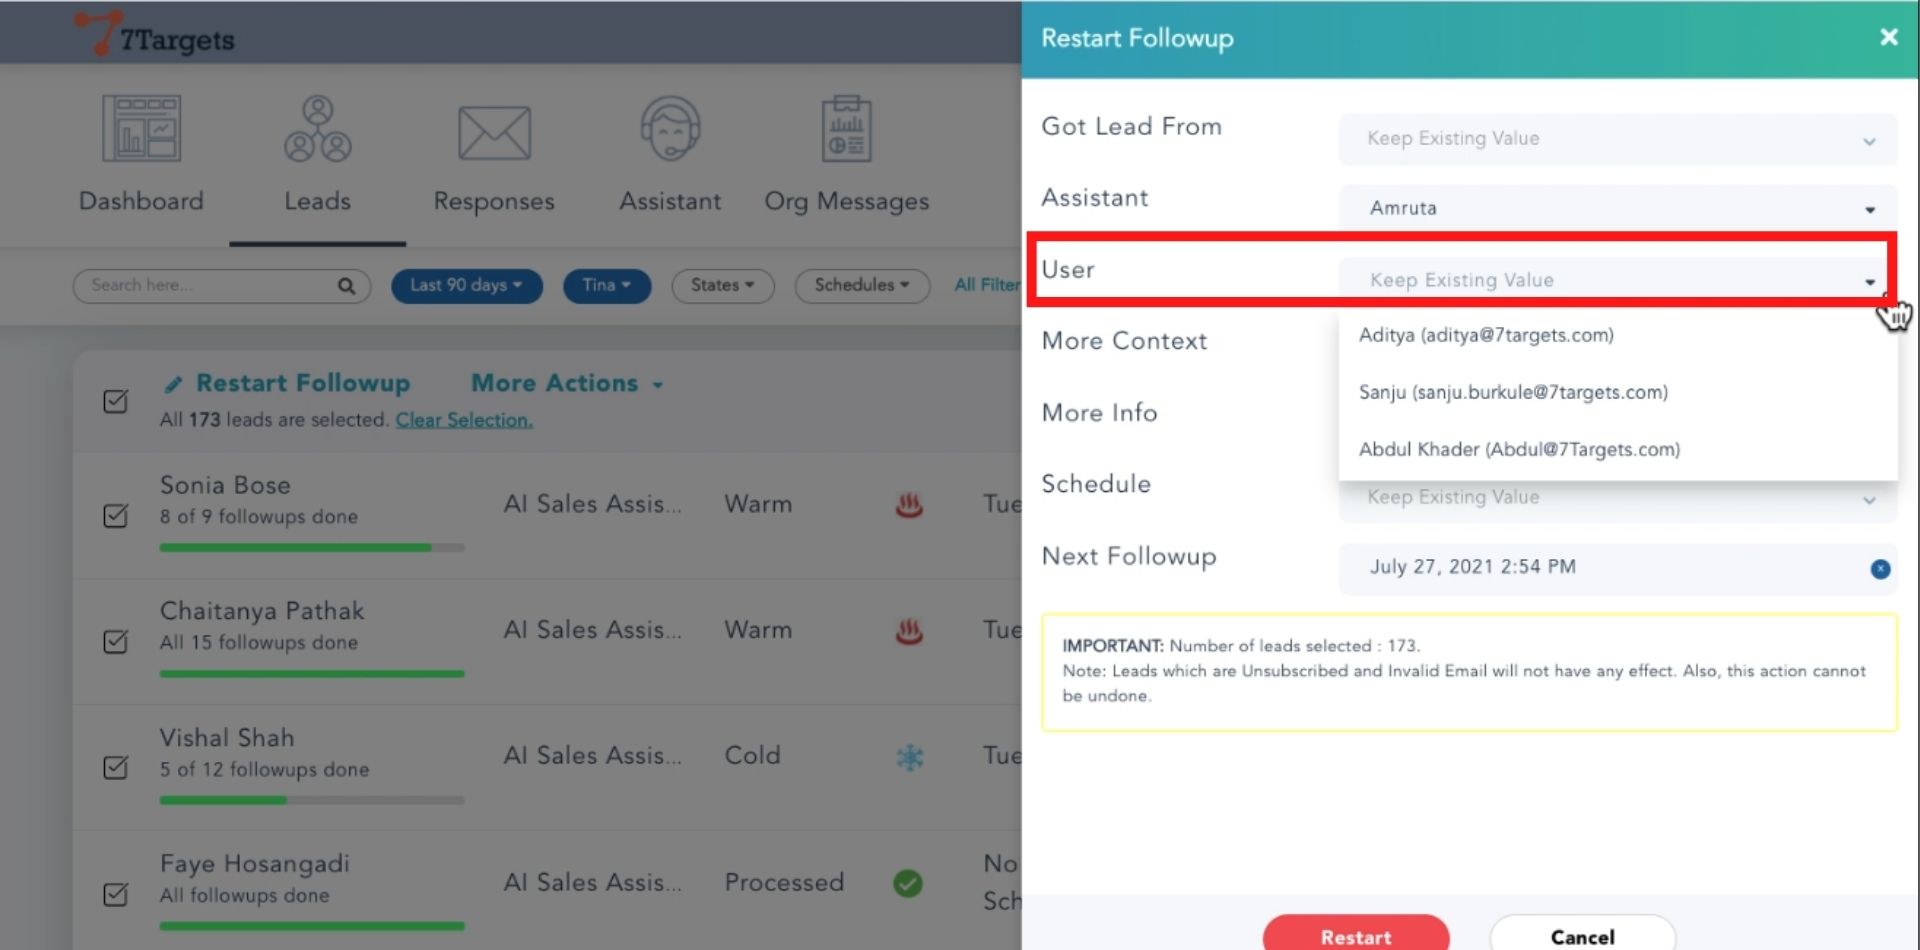 7Targets
Dashboard
Leads
Responses
Assistant
Org Messages
Search here...
Last 90 days
Tina
States
Schedules
All Filter
Restart Followup
More Actions
All 173 leads are selected. Clear Selection.
Sonia Bose
8 of 9 followups done
AI Sales Assis...
Warm
Tue
Chaitanya Pathak
All 15 followups done
AI Sales Assis...
Warm
Tue
Vishal Shah
5 of 12 followups done
AI Sales Assis...
Cold
Tue
Faye Hosangadi
All followups done
AI Sales Assis...
Processed
No
Sch
Restart Followup
Got Lead From
Keep Existing Value
Assistant
Amruta
User
Keep Existing Value
Aditya (aditya@7targets.com)
Sanju (sanju.burkule@7targets.com)
Abdul Khader (Abdul@7Targets.com)
More Context
More Info
Schedule
Keep Existing Value
Next Followup
July 27, 2021 2:54 PM
IMPORTANT: Number of leads selected : 173.
Note: Leads which are Unsubscribed and Invalid Email will not have any effect. Also, this action cannot
be undone.
Restart
Cancel